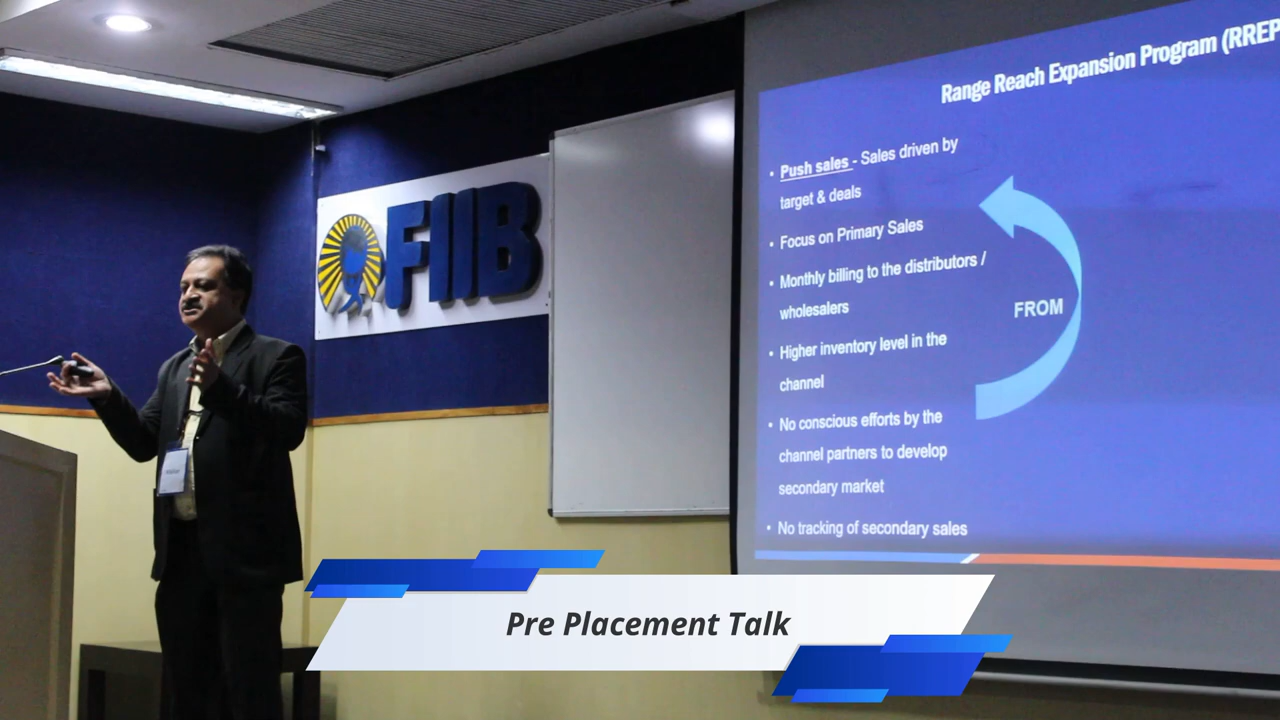 FIIB
Range Reach Expansion Program (RREP
• Push sales - Sales driven by
target & deals
• Focus on Primary Sales
• Monthly billing to the distributors /
wholesalers
• Higher inventory level in the
channel
• No conscious efforts by the
channel partners to develop
secondary market
• No tracking of secondary sales
FROM
Pre Placement Talk